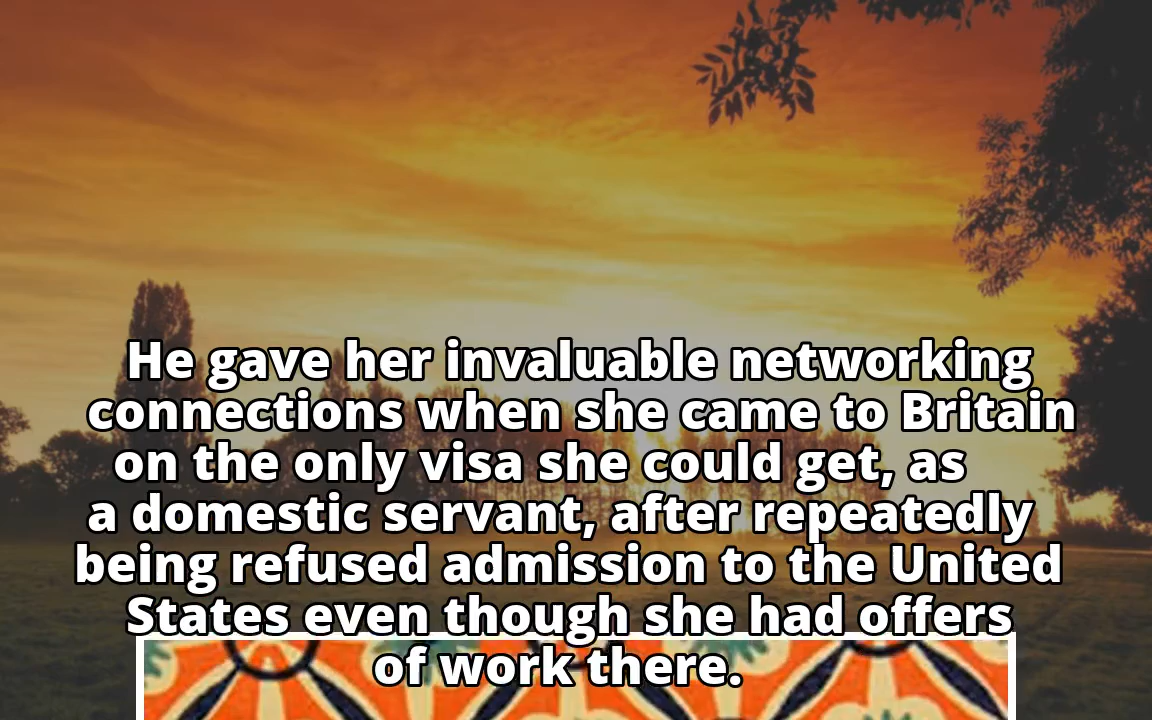 He gave her invaluable networking
connections when she came to Britain
on the only visa she could get, as
a domestic servant, after repeatedly
being refused admission to the United
States even though she had offers
of work there.